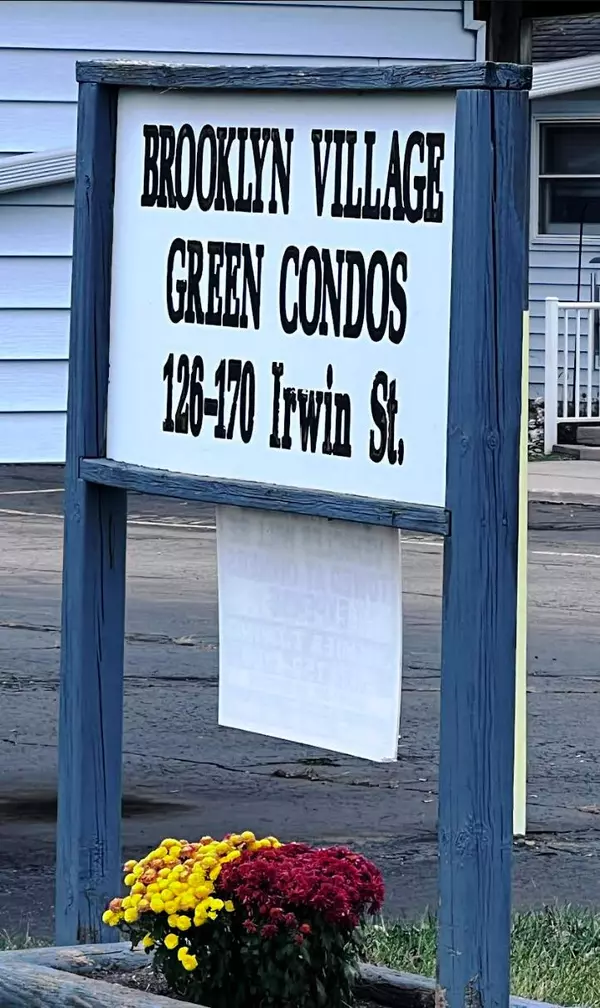 BROOKLYN VILLAGE
GREEN CONDOS
126-170 Irwin St.